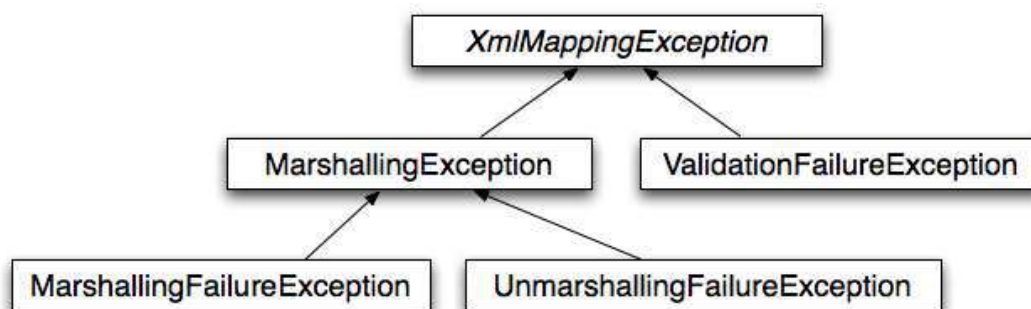 XmlMappingException
MarshallingException
ValidationFailureException
MarshallingFailureException
UnmarshallingFailureException